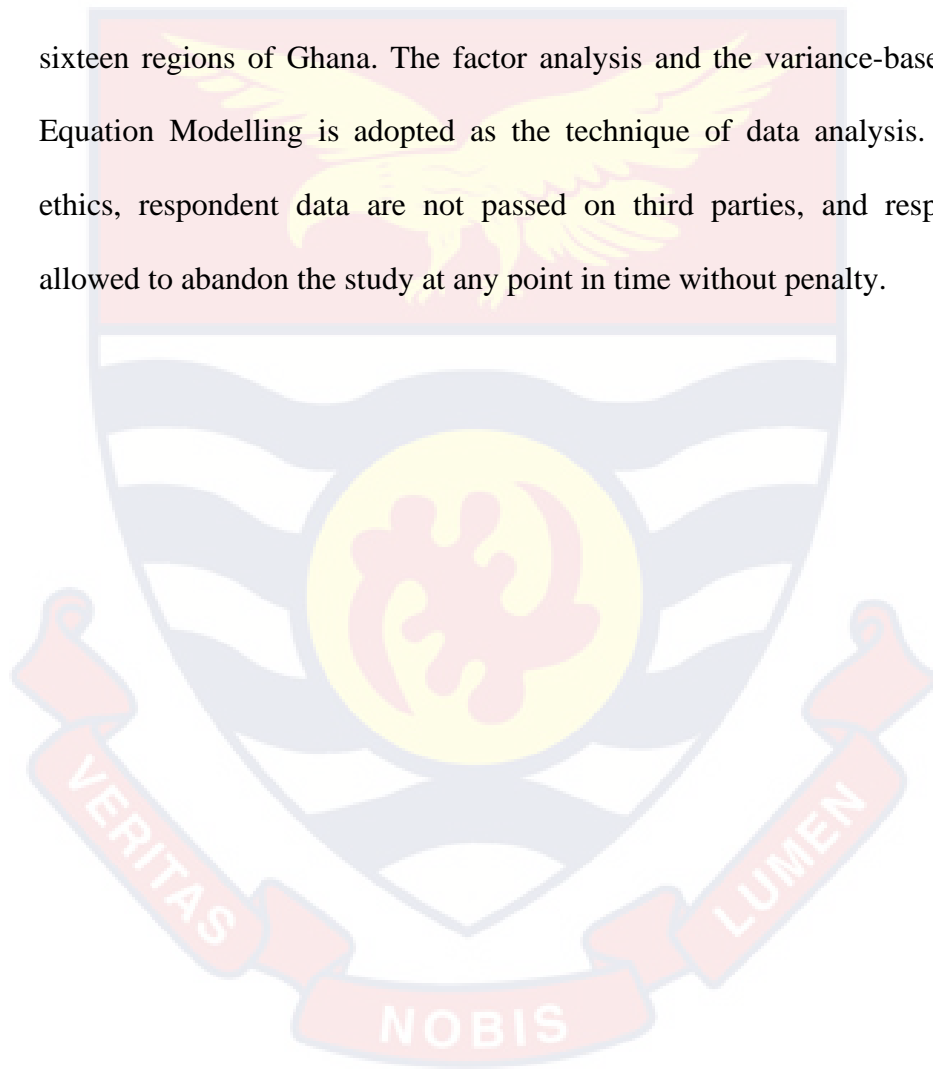 sixteen regions of Ghana. The factor analysis and the variance-base
Equation Modelling is adopted as the technique of data analysis.
ethics, respondent data are not passed on third parties, and resp
allowed to abandon the study at any point in time without penalty.
VERITAS
NOBIS
LUMEN